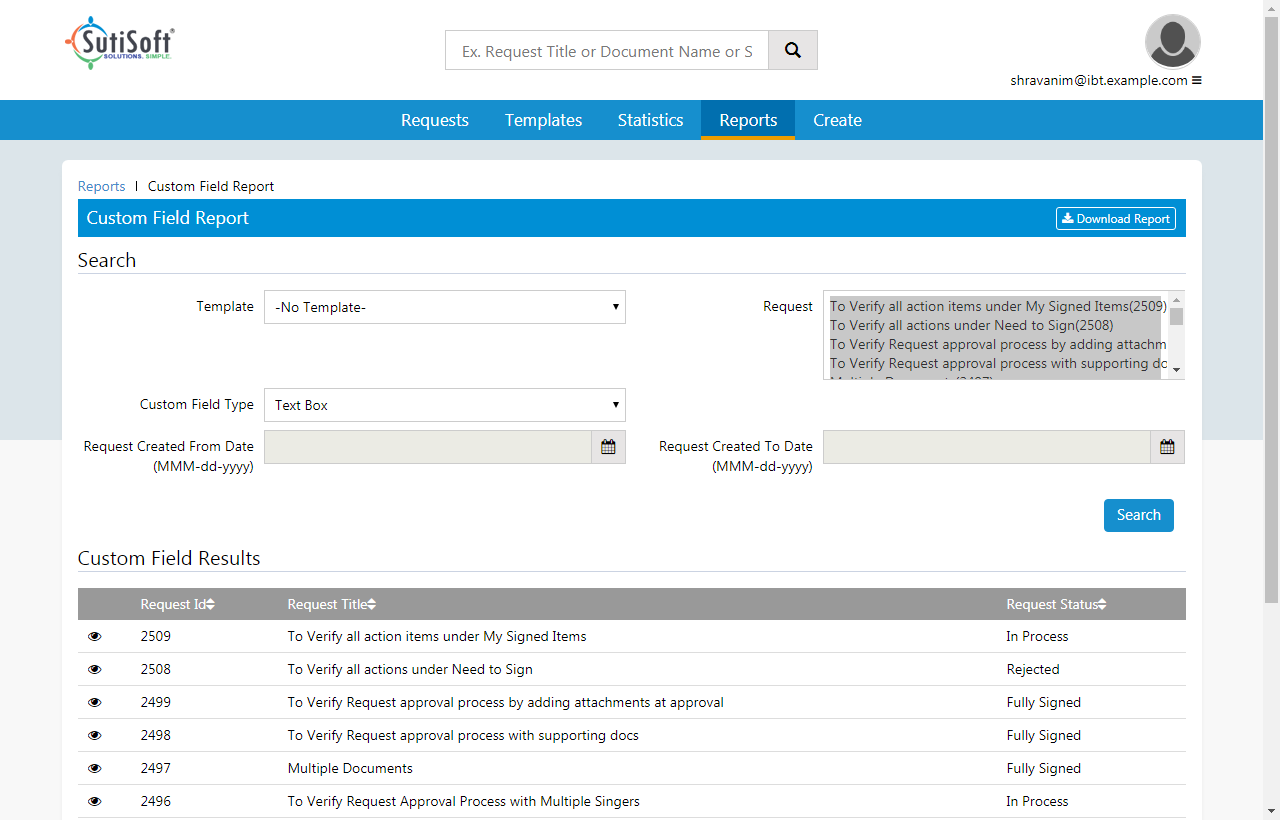 SutiSoft®
SOLUTIONS. SIMPLE.
Ex. Request Title or Document Name or S
shravanim@ibt.example.com
Requests Templates Statistics Reports Create
Reports | Custom Field Report
Custom Field Report Download Report
Search
Template -No Template- Request
To Verify all action items under My Signed Items(2509)
To Verify all actions under Need to Sign(2508)
To Verify Request approval process by adding attachm
To Verify Request approval process with supporting do
Multiple Documents(2497)
Custom Field Type Text Box
Request Created From Date Request Created To Date
(MMM-dd-yyyy) (MMM-dd-yyyy)
Search
Custom Field Results
Request Id Request Title Request Status
2509 To Verify all action items under My Signed Items In Process
2508 To Verify all actions under Need to Sign Rejected
2499 To Verify Request approval process by adding attachments at approval Fully Signed
2498 To Verify Request approval process with supporting docs Fully Signed
2497 Multiple Documents Fully Signed
2496 To Verify Request Approval Process with Multiple Singers In Process